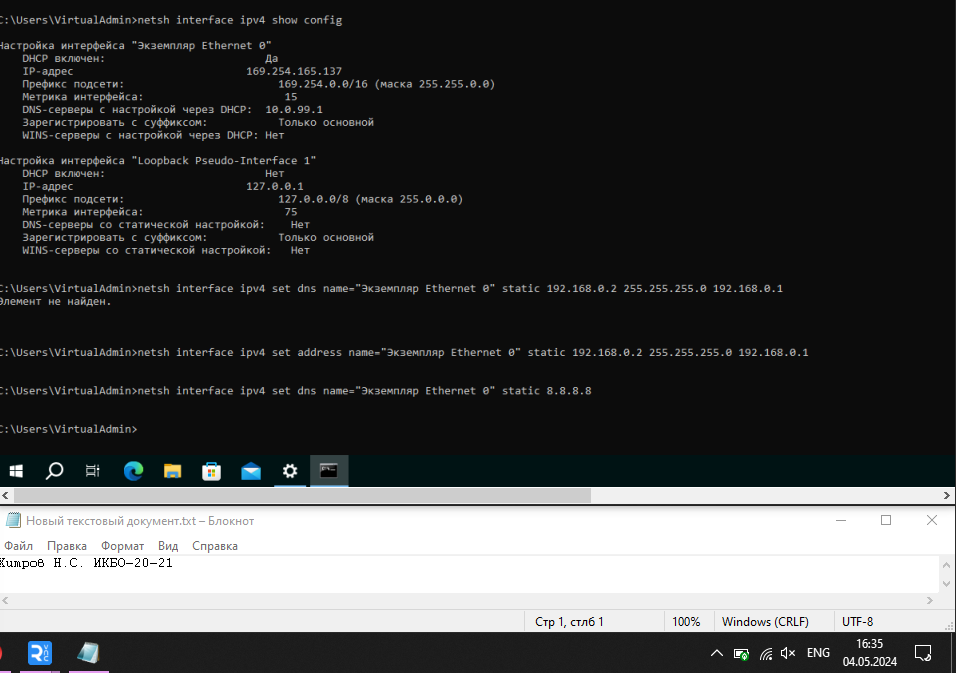 C:\Users\VirtualAdmin>netsh interface ipv4 show config
Настройка интерфейса "Экземпляр Ethernet 0"
DHCP включен: Да
IP-адрес 169.254.165.137
Префикс подсети: 169.254.0.0/16 (маска 255.255.0.0)
Метрика интерфейса: 15
DNS-серверы с настройкой через DHCP: 10.0.99.1
Зарегистрировать с суффиксом: Только основной
WINS-серверы с настройкой через DHCP: Нет
Настройка интерфейса "Loopback Pseudo-Interface 1"
DHCP включен: Нет
IP-адрес 127.0.0.1
Префикс подсети: 127.0.0.0/8 (маска 255.0.0.0)
Метрика интерфейса: 75
DNS-серверы со статической настройкой: Нет
Зарегистрировать с суффиксом: Только основной
WINS-серверы со статической настройкой: Нет
C:\Users\VirtualAdmin>netsh interface ipv4 set dns name="Экземпляр Ethernet 0" static 192.168.0.2 255.255.255.0 192.168.0.1
Элемент не найден.
C:\Users\VirtualAdmin>netsh interface ipv4 set address name="Экземпляр Ethernet 0" static 192.168.0.2 255.255.255.0 192.168.0.1
C:\Users\VirtualAdmin>netsh interface ipv4 set dns name="Экземпляр Ethernet 0" static 8.8.8.8
C:\Users\VirtualAdmin>
Новый текстовый документ.txt – Блокнот
Файл Правка Формат Вид Справка
Н.С. ИКБО-20-21
Стр 1, стлб 1 100% Windows (CRLF) UTF-8
ENG
16:35
04.05.2024